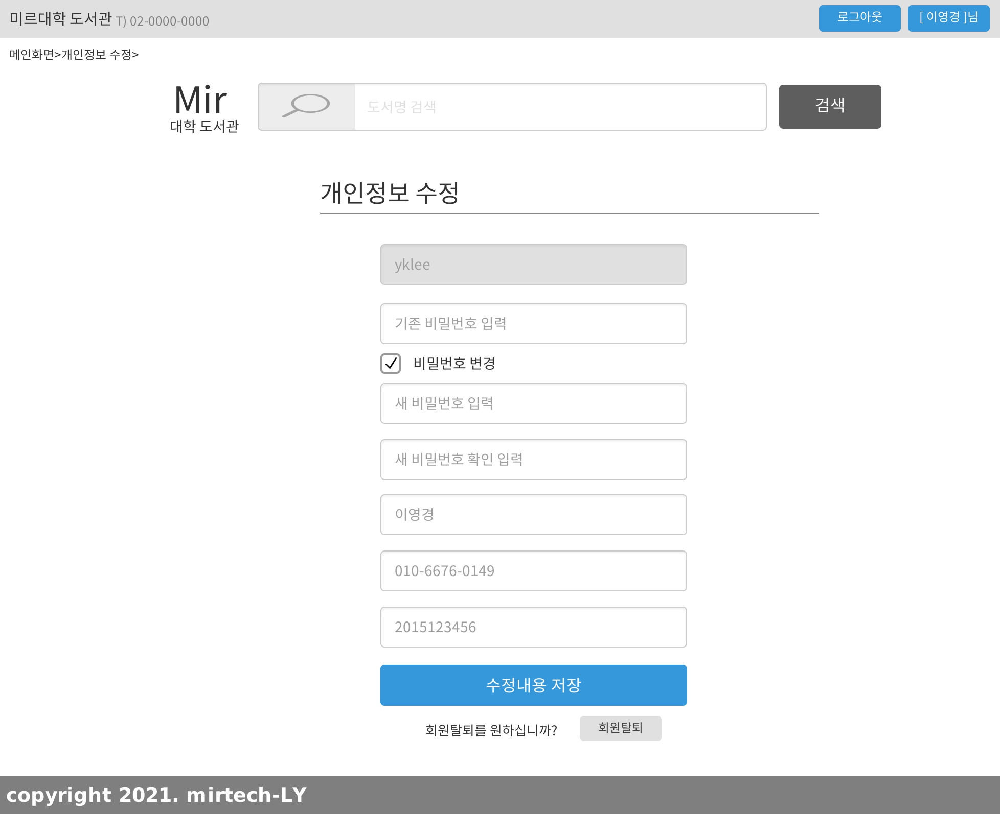 미르대학 도서관 T) 02-0000-0000
로그아웃
[ 이영경 ]님
메인화면>개인정보 수정>
Mir
대학 도서관
도서명 검색
검색
개인정보 수정
yklee
기존 비밀번호 입력
비밀번호 변경
새 비밀번호 입력
새 비밀번호 확인 입력
이영경
010-6676-0149
2015123456
수정내용 저장
회원탈퇴를 원하십니까?
회원탈퇴
copyright 2021. mirtech-LY